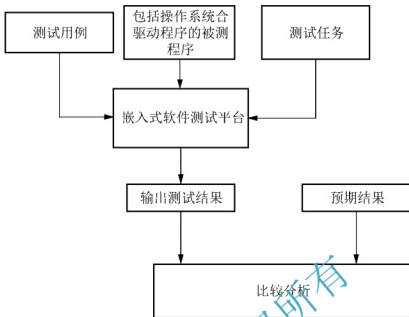 测试用例
包括操作系统合
驱动程序的被测
程序
测试任务
嵌入式软件测试平台
输出测试结果
预期结果
比较分析
所有